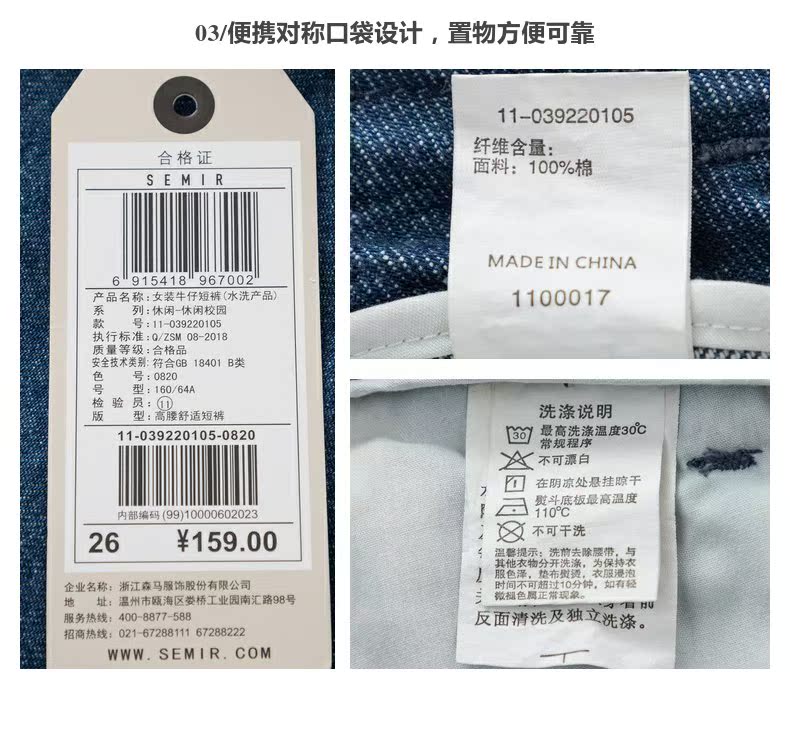 03/便携对称口袋设计，置物方便可靠
合格证
SEMIR
6 915418 967002
产品名称:女装牛仔短裤(水洗产品)
系 列:休闲-休闲校园
款 号:11-039220105
执行标准:Q/ZSM 08-2018
质量等级:合格品
安全技术类别:符合GB 18401 B类
色 号:0820
号 型:160/64A
检 验 员:⑪
版 型:高腰舒适短裤
11-039220105-0820
内部编码(99)10000602023
26 ¥159.00
企业名称:浙江森马服饰股份有限公司
地 址:温州市瓯海区娄桥工业园南汇路98号
服务热线:400-8877-588
招商热线:021-67288111 67288222
WWW.SEMIR.COM
11-039220105
纤维含量:
面料: 100%棉
MADE IN CHINA
1100017
洗涤说明
30 最高洗涤温度30℃
常规程序
不可漂白
在阴凉处悬挂晾干
熨斗底板最高温度
110℃
不可干洗
温馨提示: 洗前去除腰带，与
其他衣物分开洗涤，为保持衣
服色泽，垫布熨烫，衣服浸泡
时间不可超过10分钟，如有轻
微褪色属正常现象。
反面清洗及独立洗涤。